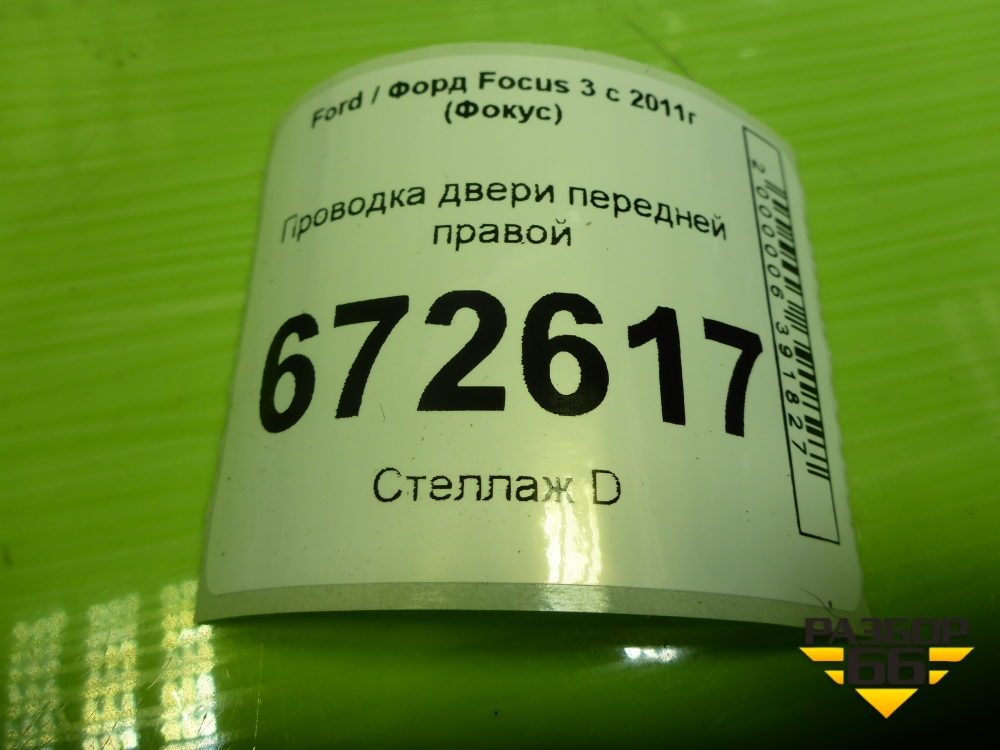 Ford / Форд Focus 3 с 2011г
(Фокус)
Проводка двери передней
правой
672617
Стеллаж D
2000006391827
РАЗБОР
66